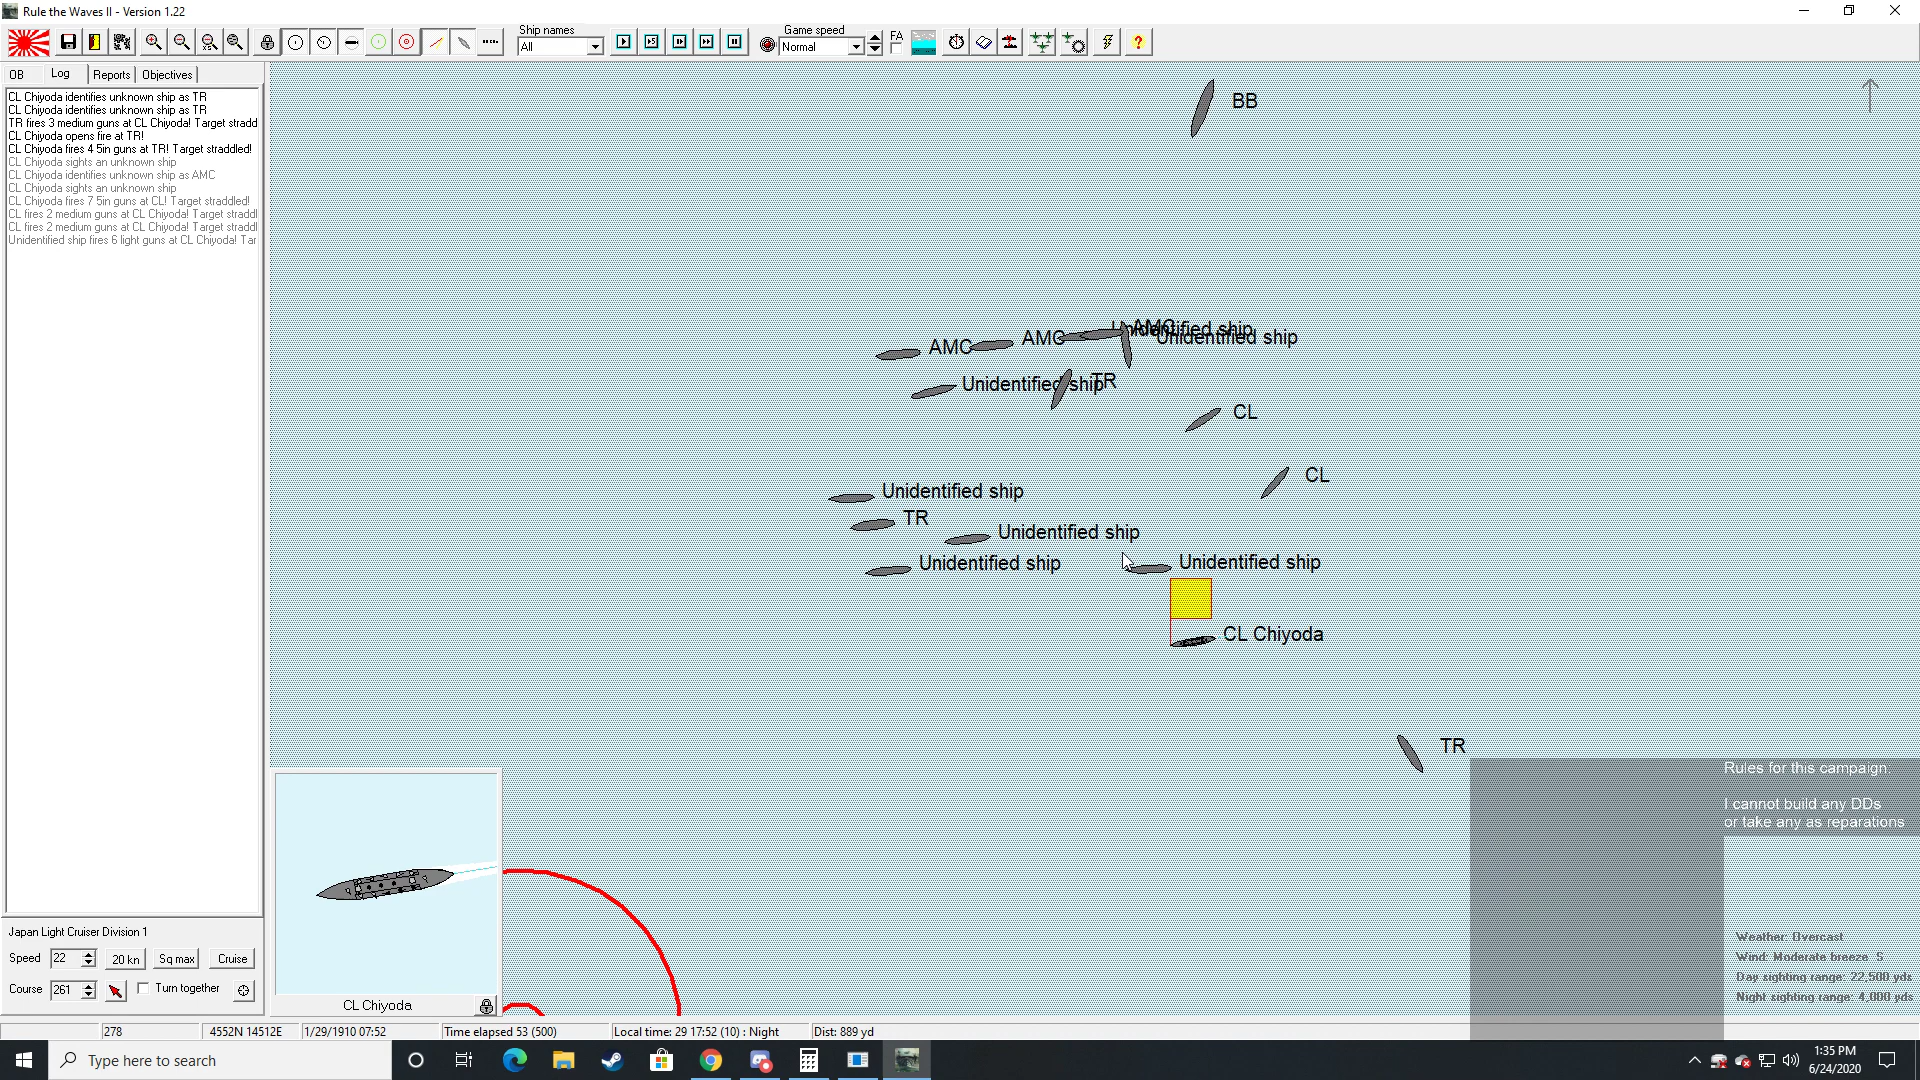 Rule the Waves II - Version 1.22
Ship names
All
Game speed
Normal
FA
OB
Log
Reports
Objectives
CL Chiyoda identifies unknown ship as TR
CL Chiyoda identifies unknown ship as TR
TR fires 3 medium guns at CL Chiyoda! Target stradd
CL Chiyoda opens fire at TR!
CL Chiyoda fires 4 5in guns at TR! Target straddled!
CL Chiyoda sights an unknown ship
CL Chiyoda identifies unknown ship as AMC
CL Chiyoda sights an unknown ship
CL Chiyoda fires 7 5in guns at CL! Target straddled!
CL fires 2 medium guns at CL Chiyoda! Target straddl
CL fires 2 medium guns at CL Chiyoda! Target straddl
Unidentified ship fires 6 light guns at CL Chiyoda! Tar
BB
Unidentified ship
AMC
Unidentified ship
AMC
AMC
Unidentified ship
TR
CL
CL
Unidentified ship
TR
Unidentified ship
Unidentified ship
Unidentified ship
CL Chiyoda
TR
Rules for this campaign.
I cannot build any DDs
or take any as reparations
Weather: Overcast
Wind: Moderate breeze S
Day sighting range: 22,500 yds
Night sighting range: 4,000 yds
Japan Light Cruiser Division 1
Speed 22 20 kn Sq max Cruise
Course 261 Turn together
CL Chiyoda
278
4552N 14512E
1/29/1910 07:52
Time elapsed 53 (500)
Local time: 29 17:52 (10) : Night
Dist: 889 yd
Type here to search
1:35 PM
6/24/2020